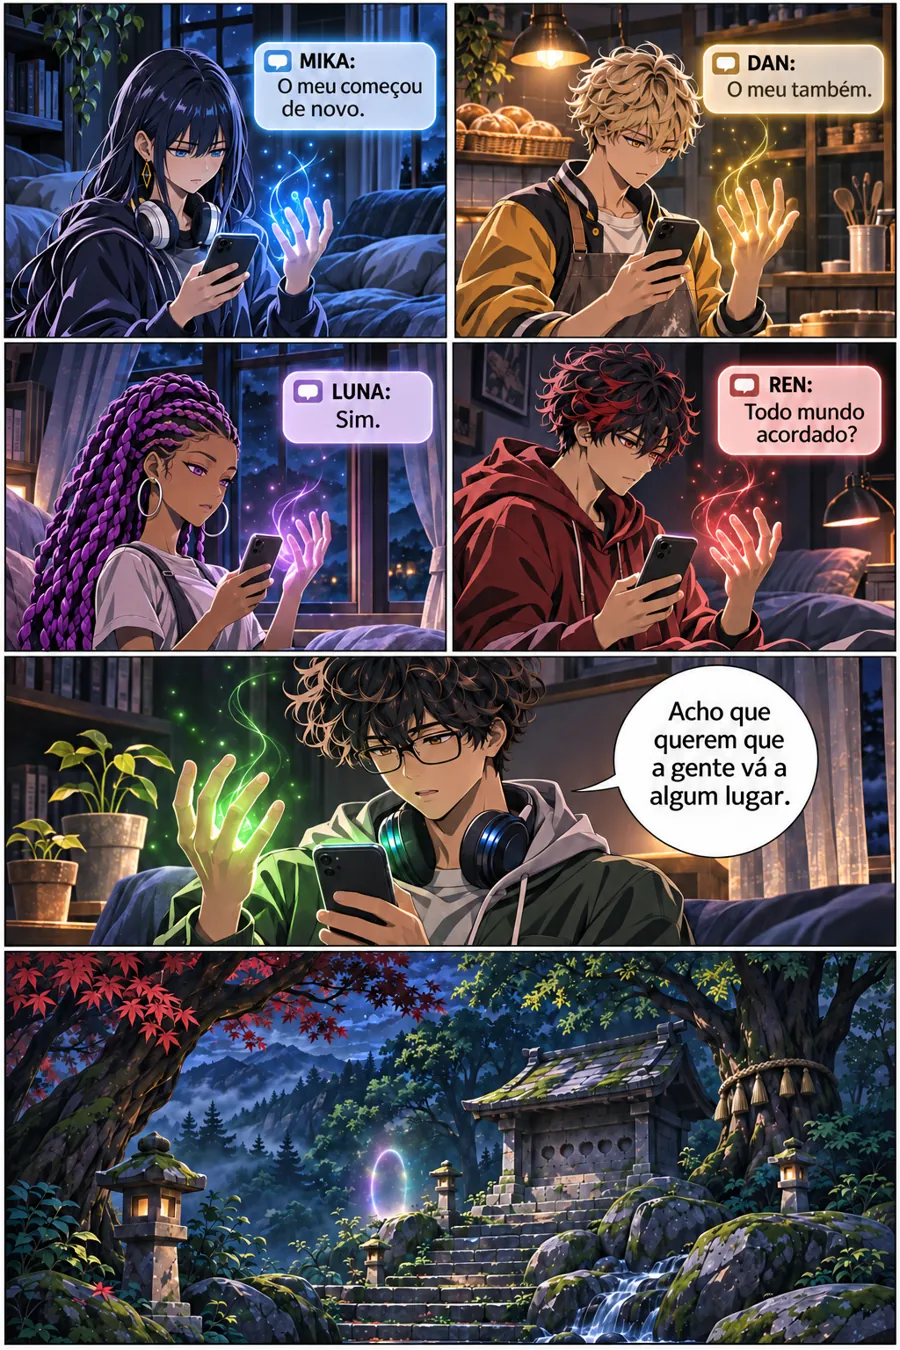 MIKA:
O meu começou
de novo.
DAN:
O meu também.
LUNA:
Sim.
REN:
Todo mundo
acordado?
Acho que
querem que
a gente vá a
algum lugar.